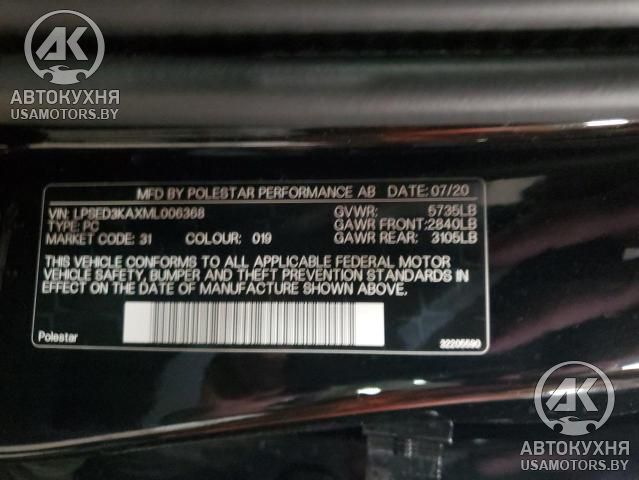 AK
АВТОКУХНЯ
USAMOTORS.BY
MFD BY POLESTAR PERFORMANCE AB DATE: 07/20
VIN: LPSED3KAXML006368 GVWR: 5735LB
TYPE: PC GAWR FRONT:2840LB
MARKET CODE: 31 COLOUR: 019 GAWR REAR: 3105LB
THIS VEHICLE CONFORMS TO ALL APPLICABLE FEDERAL MOTOR
VEHICLE SAFETY, BUMPER AND THEFT PREVENTION STANDARDS IN
EFFECT ON THE DATE OF MANUFACTURE SHOWN ABOVE.
Polestar 32205590
AK
АВТОКУХНЯ
USAMOTORS.BY